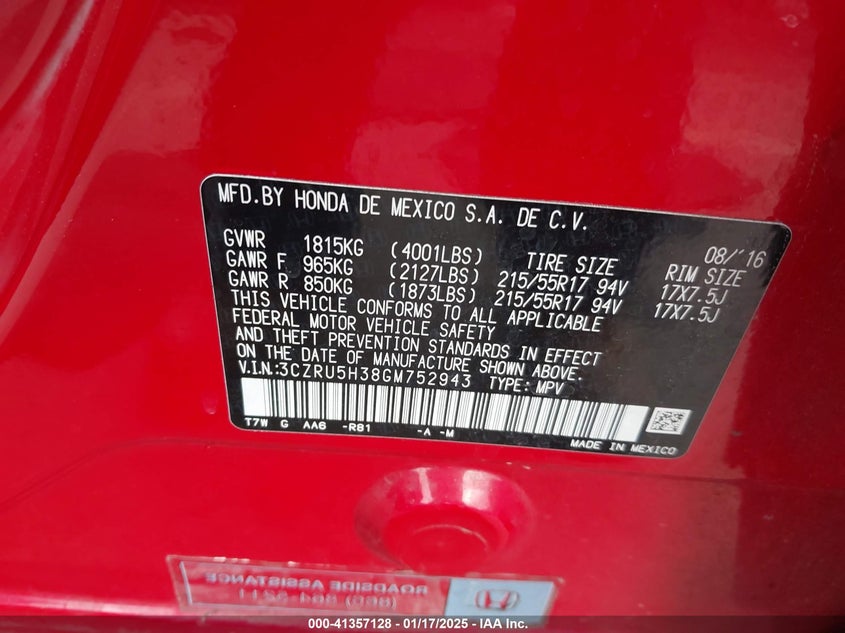 MFD.BY HONDA DE MEXICO S.A. DE C.V.
08/'16
GVWR 1815KG (4001LBS) TIRE SIZE RIM SIZE
GAWR F 965KG (2127LBS) 215/55R17 94V 17X7.5J
GAWR R 850KG (1873LBS) 215/55R17 94V 17X7.5J
THIS VEHICLE CONFORMS TO ALL APPLICABLE
FEDERAL MOTOR VEHICLE SAFETY
AND THEFT PREVENTION STANDARDS IN EFFECT
ON THE DATE OF MANUFACTURE SHOWN ABOVE.
V.I.N.:3CZRU5H38GM752943 TYPE: MPV
T7W G AA6 -R81 -A -M
MADE IN MEXICO
ROADSIDE ASSISTANCE
000-41357128 - 01/17/2025 - IAA Inc.